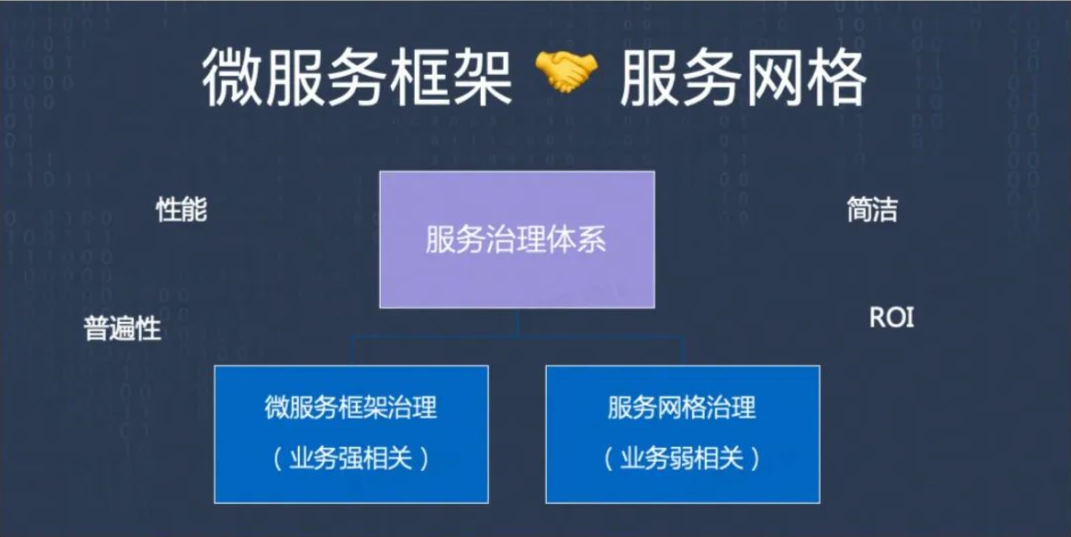 微服务框架 🤝 服务网格
性能
服务治理体系
简洁
普遍性
ROI
微服务框架治理
（业务强相关）
服务网格治理
（业务弱相关）